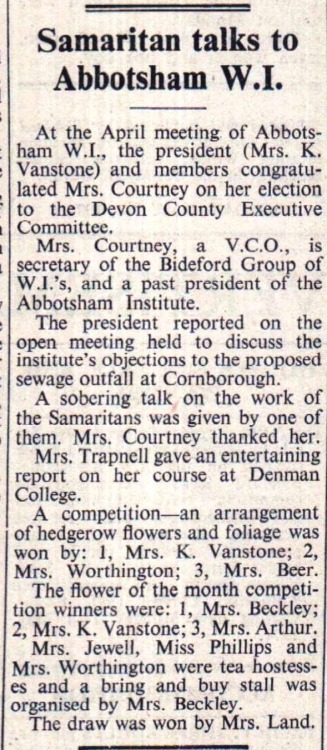 Samaritan talks to
Abbotsham W.I.
At the April meeting of Abbots-
ham W.I., the president (Mrs. K.
Vanstone) and members congratu-
lated Mrs. Courtney on her election
to the Devon County Executive
Committee.
Mrs. Courtney, a V.C.O., is
secretary of the Bideford Group of
W.I.'s, and a past president of the
Abbotsham Institute.
The president reported on the
open meeting held to discuss the
institute's objections to the proposed
sewage outfall at Cornborough.
A sobering talk on the work of
the Samaritans was given by one of
them. Mrs. Courtney thanked her.
Mrs. Trapnell gave an entertaining
report on her course at Denman
College.
A competition—an arrangement
of hedgerow flowers and foliage was
won by: 1, Mrs. K. Vanstone; 2,
Mrs. Worthington; 3, Mrs. Beer.
The flower of the month competi-
tion winners were: 1, Mrs. Beckley;
2, Mrs. K. Vanstone; 3, Mrs. Arthur.
Mrs. Jewell, Miss Phillips and
Mrs. Worthington were tea hostess-
es and a bring and buy stall was
organised by Mrs. Beckley.
The draw was won by Mrs. Land.